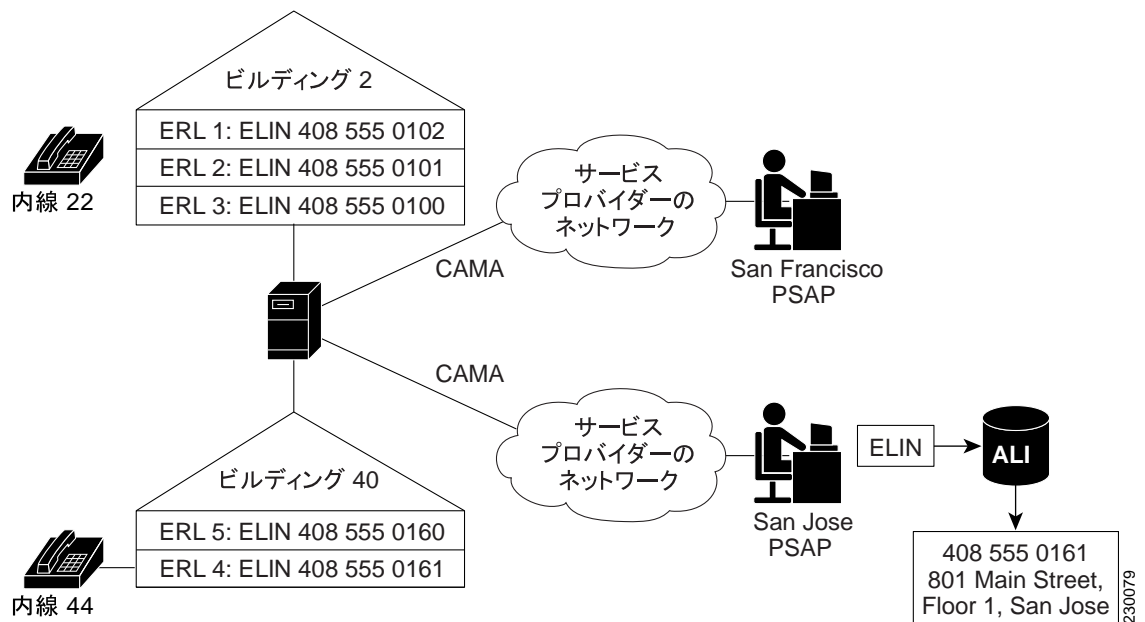 ビルディング 2
ERL 1: ELIN 408 555 0102
ERL 2: ELIN 408 555 0101
ERL 3: ELIN 408 555 0100
内線 22
サービス
プロバイダーの
ネットワーク
CAMA
San Francisco
PSAP
CAMA
サービス
プロバイダーの
ネットワーク
San Jose
PSAP
ELIN
ALI
408 555 0161
801 Main Street,
Floor 1, San Jose
ビルディング 40
ERL 5: ELIN 408 555 0160
ERL 4: ELIN 408 555 0161
内線 44
230079